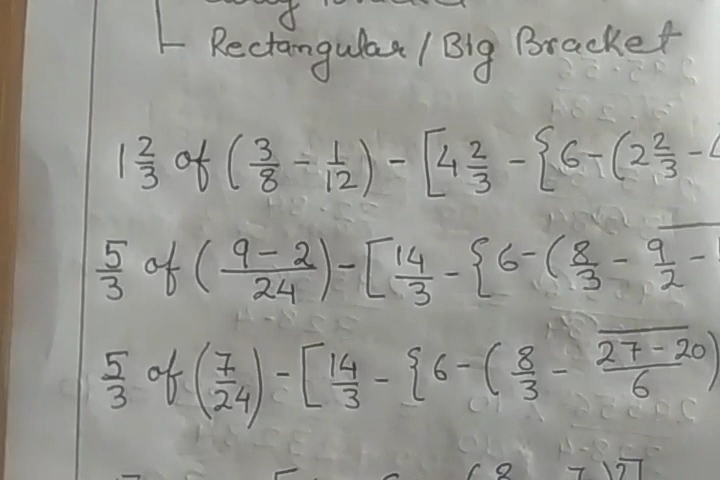 Rectangular / Big Bracket
1 2/3 of ( 3/8 - 1/12 ) - [ 4 2/3 - { 6 - ( 2 2/3 -
5/3 of ( 9 - 2 / 24 ) - [ 14/3 - { 6 - ( 8/3 - 9/2 -
5/3 of ( 7/24 ) - [ 14/3 - { 6 - ( 8/3 - 27 - 20 / 6 )